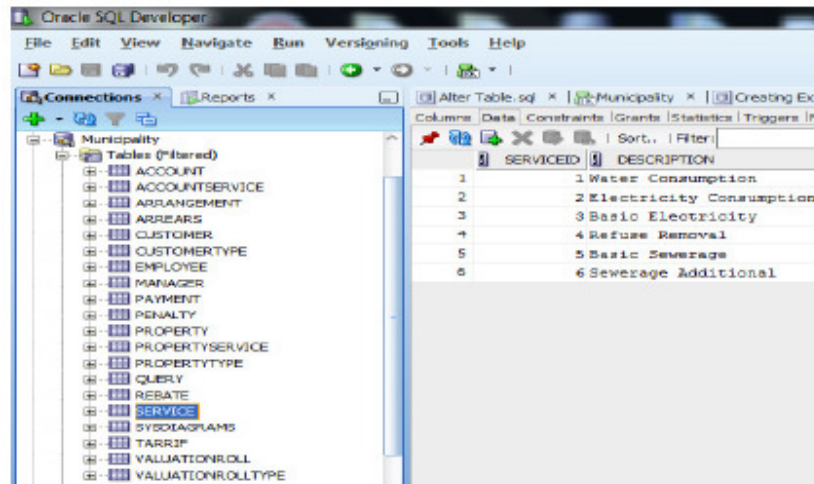 Oracle SQL Developer
File Edit View Navigate Run Versioning Tools Help
Connections Reports
Alter Table.sql Municipality Creating Ex
Columns Data Constraints Grants Statistics Triggers
Sort.. Filter:
Municipality
Tables (Filtered)
ACCOUNT
ACCOUNTSERVICE
ARRANGEMENT
ARREARS
CUSTOMER
CUSTOMERTYPE
EMPLOYEE
MANAGER
PAYMENT
PENALTY
PROPERTY
PROPERTYSERVICE
PROPERTYTYPE
QUERY
REBATE
SERVICE
SYSDIAGRAMS
TARRIF
VALUATIONROLL
VALUATIONROLLTYPE
SERVICEID DESCRIPTION
1 1 Water Consumption
2 2 Electricity Consumption
3 3 Basic Electricity
4 4 Refuse Removal
5 5 Basic Sewerage
6 6 Sewerage Additional